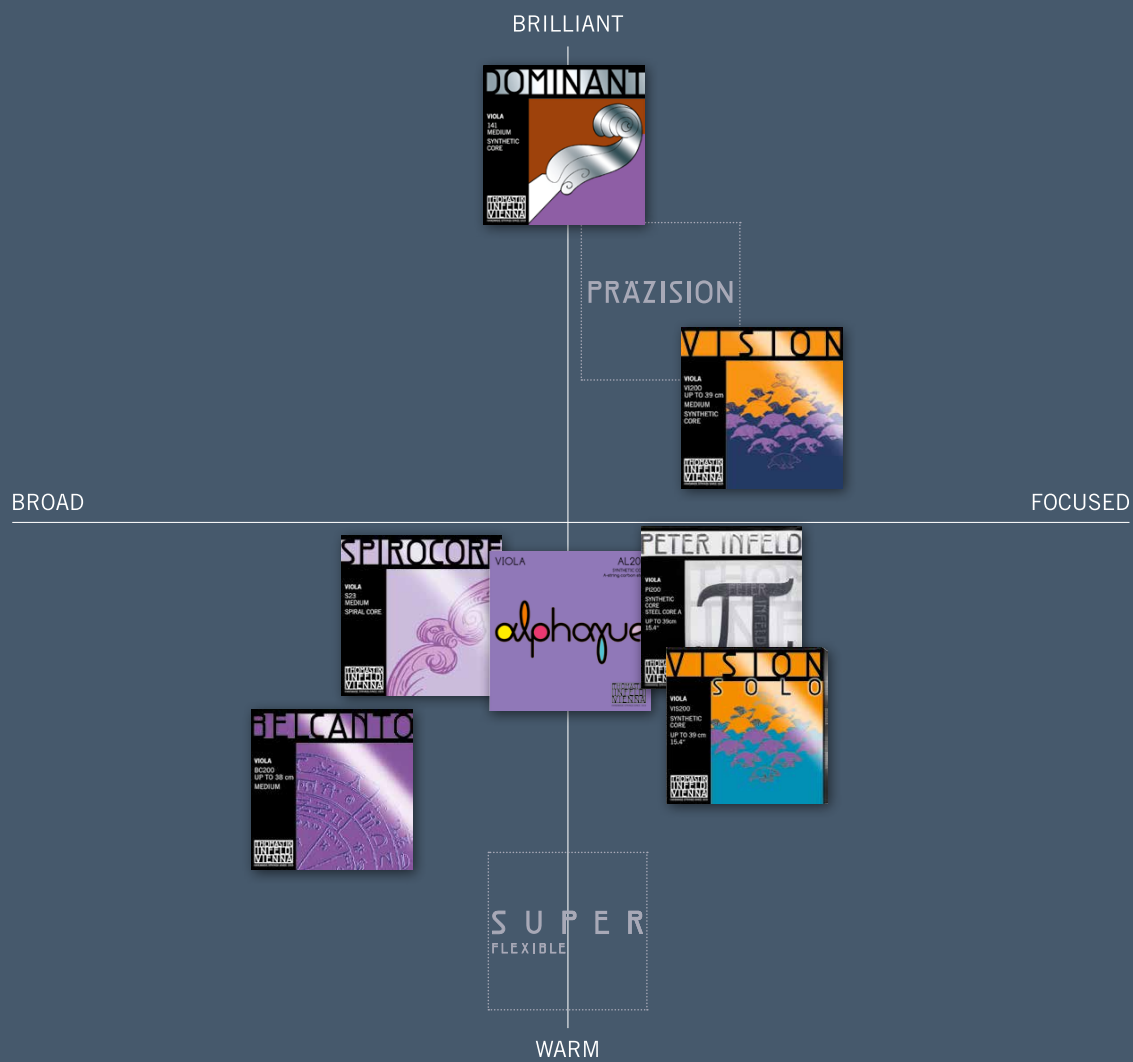 BRILLIANT
DOMINANT
VIOLA
141
MEDIUM
SYNTHETIC
CORE
THOMASTIK
INFELD
VIENNA
PRÄZISION
VISION
VIOLA
VI200
UP TO 39 cm
MEDIUM
SYNTHETIC
CORE
THOMASTIK
INFELD
VIENNA
BROAD
FOCUSED
SPIROCORE
VIOLA
S23
MEDIUM
SPIRAL CORE
THOMASTIK
INFELD
VIENNA
VIOLA
AL20
alphayue
THOMASTIK
INFELD
VIENNA
PETER INFELD
VIOLA
PI200
SYNTHETIC
CORE
STEEL CORE A
UP TO 39cm
15.4"
π
VISION
SOLO
VIOLA
VIS200
SYNTHETIC
CORE
UP TO 39 cm
15.4"
THOMASTIK
INFELD
VIENNA
BELCANTO
VIOLA
BC200
UP TO 38 cm
MEDIUM
THOMASTIK
INFELD
VIENNA
SUPER
FLEXIBLE
WARM